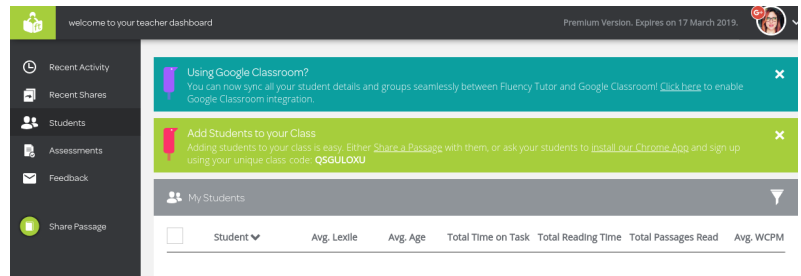 welcome to your teacher dashboard
Premium Version. Expires on 17 March 2019.
G+
Recent Activity
Recent Shares
Students
Assessments
Feedback
Share Passage
Using Google Classroom?
You can now sync all your student details and groups seamlessly between Fluency Tutor and Google Classroom! Click here to enable
Google Classroom integration.
Add Students to your Class
Adding students to your class is easy. Either Share a Passage with them, or ask your students to install our Chrome App and sign up
using your unique class code: QSGULOXU
My Students
Student Avg. Lexile Avg. Age Total Time on Task Total Reading Time Total Passages Read Avg. WCPM